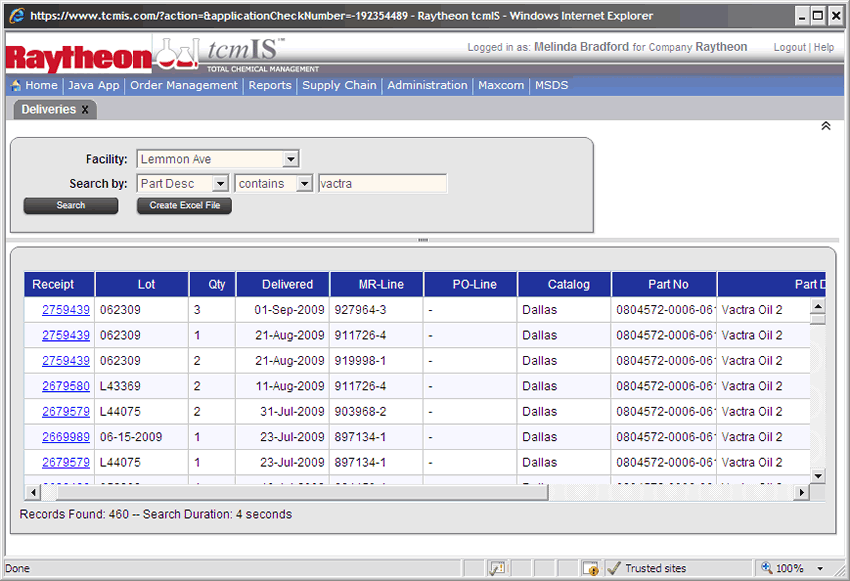 https://www.tcmis.com/?action=&applicationCheckNumber=-192354489 - Raytheon tcmIS - Windows Internet Explorer
Raytheon tcmIS™ Logged in as: Melinda Bradford for Company Raytheon Logout | Help
TOTAL CHEMICAL MANAGEMENT
Home Java App Order Management Reports Supply Chain Administration Maxcom MSDS
Deliveries X
Facility: Lemmon Ave
Search by: Part Desc contains vactra
Search Create Excel File
Receipt Lot Qty Delivered MR-Line PO-Line Catalog Part No Part D
2759439 062309 3 01-Sep-2009 927964-3 - Dallas 0804572-0006-061 Vactra Oil 2
2759439 062309 1 21-Aug-2009 911726-4 - Dallas 0804572-0006-061 Vactra Oil 2
2759439 062309 2 21-Aug-2009 919998-1 - Dallas 0804572-0006-061 Vactra Oil 2
2679580 L43369 2 11-Aug-2009 911726-4 - Dallas 0804572-0006-061 Vactra Oil 2
2679579 L44075 2 31-Jul-2009 903968-2 - Dallas 0804572-0006-061 Vactra Oil 2
2669989 06-15-2009 1 23-Jul-2009 897134-1 - Dallas 0804572-0006-061 Vactra Oil 2
2679579 L44075 1 23-Jul-2009 897134-1 - Dallas 0804572-0006-061 Vactra Oil 2
Records Found: 460 -- Search Duration: 4 seconds
Done Trusted sites 100%